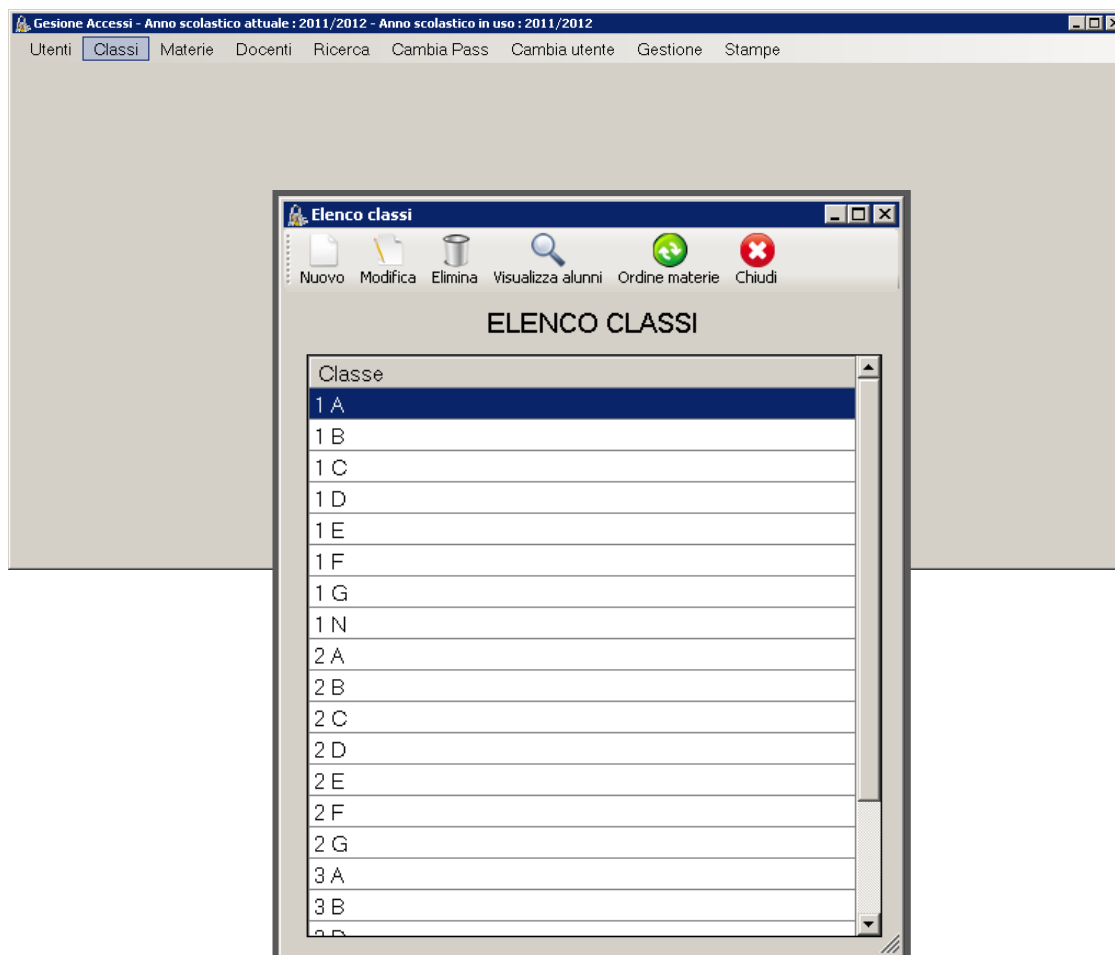 Gesione Accessi - Anno scolastico attuale : 2011/2012 - Anno scolastico in uso : 2011/2012
Utenti Classi Materie Docenti Ricerca Cambia Pass Cambia utente Gestione Stampe
Elenco classi
Nuovo Modifica Elimina Visualizza alunni Ordine materie Chiudi
ELENCO CLASSI
Classe
1 A
1 B
1 C
1 D
1 E
1 F
1 G
1 N
2 A
2 B
2 C
2 D
2 E
2 F
2 G
3 A
3 B